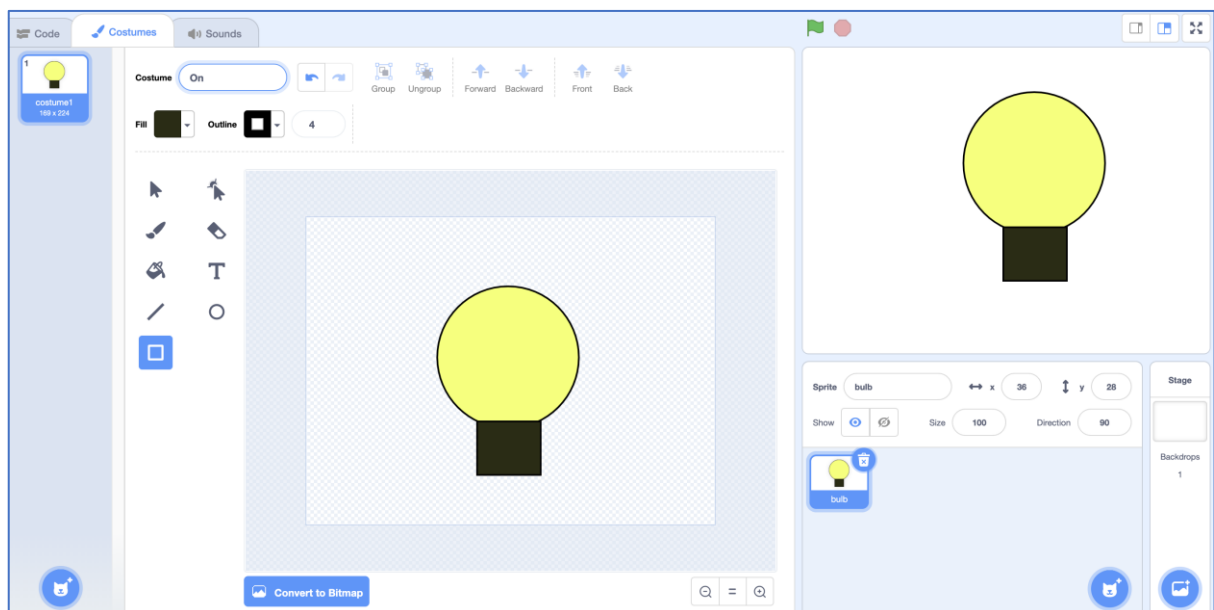 Code
Costumes
Sounds
1
costume1
169 x 224
Costume On
Group
Ungroup
Forward
Backward
Front
Back
Fill
Outline
4
T
Convert to Bitmap
Sprite bulb
x 36
y 28
Show
Size 100
Direction 90
bulb
Stage
Backdrops
1